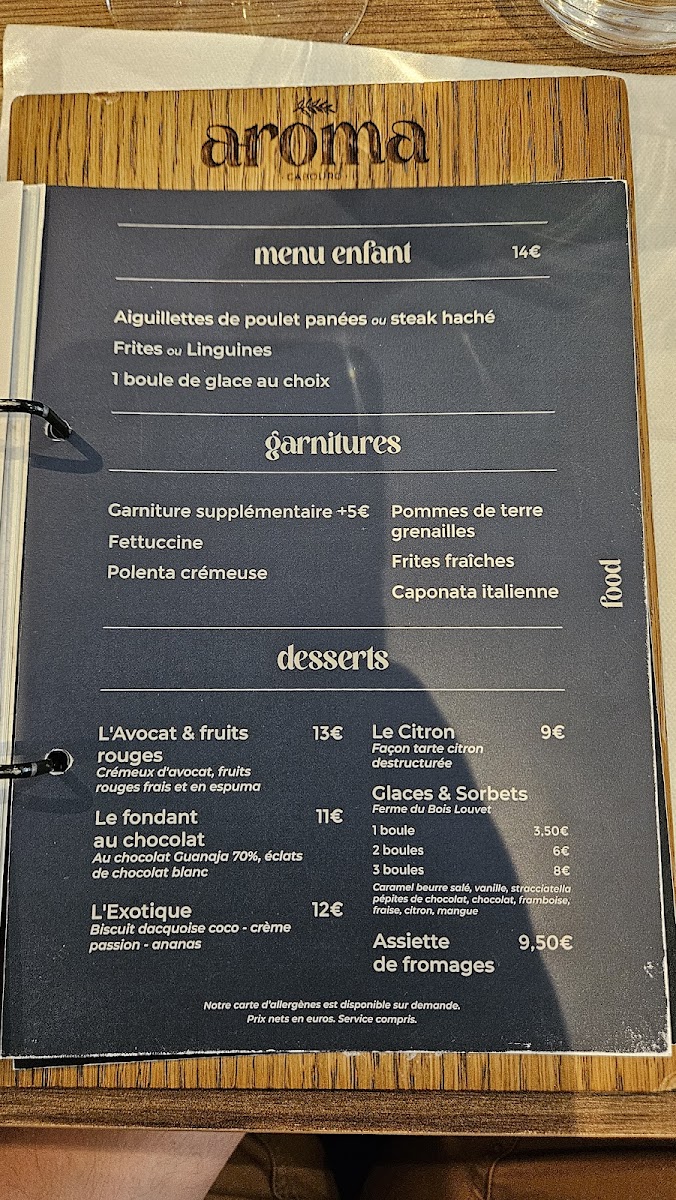 aroma
CABOURG
menu enfant 14€
Aiguillettes de poulet panées ou steak haché
Frites ou Linguines
1 boule de glace au choix
garnitures
Garniture supplémentaire +5€
Fettuccine
Polenta crémeuse
Pommes de terre
grenailles
Frites fraîches
Caponata italienne
food
desserts
L'Avocat & fruits 13€
rouges
Crémeux d'avocat, fruits
rouges frais et en espuma
Le fondant 11€
au chocolat
Au chocolat Guanaja 70%, éclats
de chocolat blanc
L'Exotique 12€
Biscuit dacquoise coco - crème
passion - ananas
Le Citron 9€
Façon tarte citron
destructurée
Glaces & Sorbets
Ferme du Bois Louvet
1 boule 3,50€
2 boules 6€
3 boules 8€
Caramel beurre salé, vanille, stracciatella
pépites de chocolat, chocolat, framboise,
fraise, citron, mangue
Assiette 9,50€
de fromages
Notre carte d'allergènes est disponible sur demande.
Prix nets en euros. Service compris.